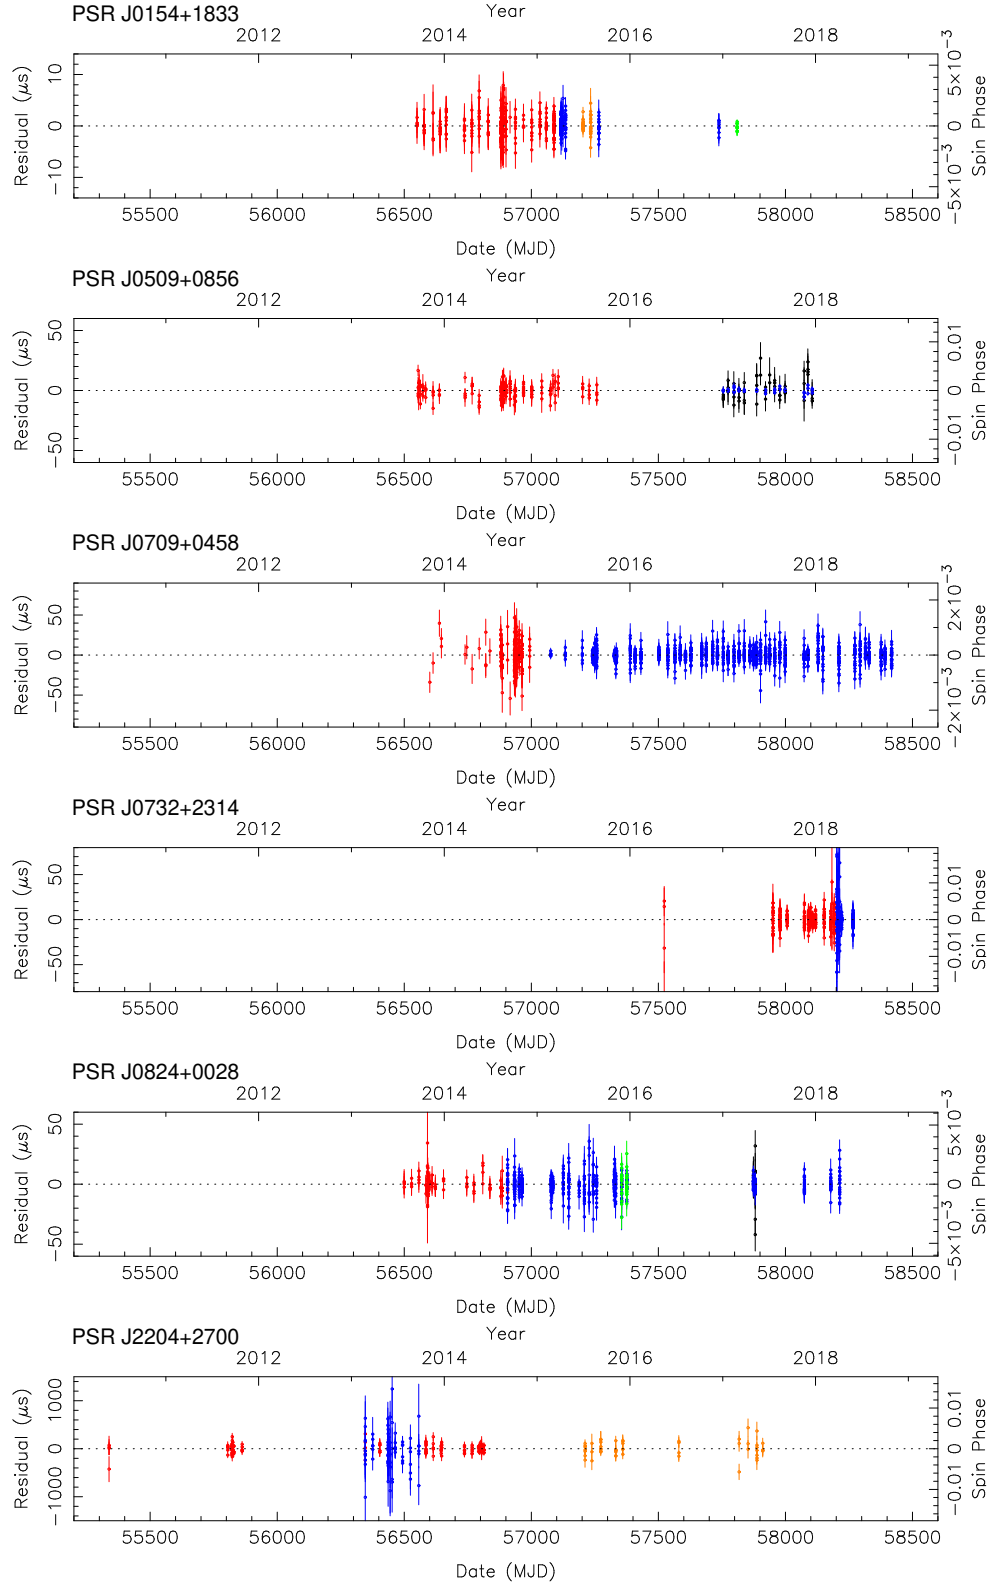 PSR J0154+1833
Year
2012 2014 2016 2018
Residual (μs)
10 0 −10
5×10⁻³ 0 −5×10⁻³
Spin Phase
55500 56000 56500 57000 57500 58000 58500
Date (MJD)
PSR J0509+0856
Year
2012 2014 2016 2018
Residual (μs)
50 0 −50
0.01 0 −0.01
Spin Phase
55500 56000 56500 57000 57500 58000 58500
Date (MJD)
PSR J0709+0458
Year
2012 2014 2016 2018
Residual (μs)
50 0 −50
2×10⁻³ 0 −2×10⁻³
Spin Phase
55500 56000 56500 57000 57500 58000 58500
Date (MJD)
PSR J0732+2314
Year
2012 2014 2016 2018
Residual (μs)
50 0 −50
0.01 0 −0.01
Spin Phase
55500 56000 56500 57000 57500 58000 58500
Date (MJD)
PSR J0824+0028
Year
2012 2014 2016 2018
Residual (μs)
50 0 −50
5×10⁻³ 0 −5×10⁻³
Spin Phase
55500 56000 56500 57000 57500 58000 58500
Date (MJD)
PSR J2204+2700
Year
2012 2014 2016 2018
Residual (μs)
1000 0 −1000
0.01 0 −0.01
Spin Phase
55500 56000 56500 57000 57500 58000 58500
Date (MJD)